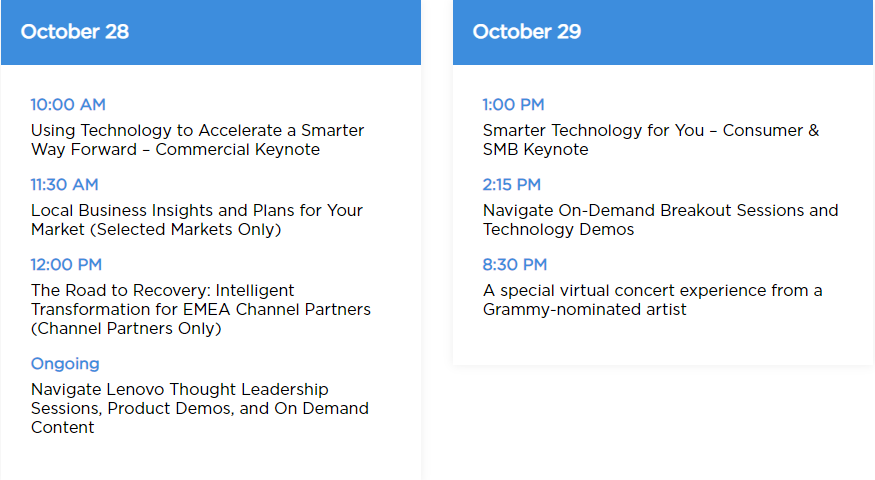 October 28
10:00 AM
Using Technology to Accelerate a Smarter
Way Forward – Commercial Keynote
11:30 AM
Local Business Insights and Plans for Your
Market (Selected Markets Only)
12:00 PM
The Road to Recovery: Intelligent
Transformation for EMEA Channel Partners
(Channel Partners Only)
Ongoing
Navigate Lenovo Thought Leadership
Sessions, Product Demos, and On Demand
Content
October 29
1:00 PM
Smarter Technology for You – Consumer &
SMB Keynote
2:15 PM
Navigate On-Demand Breakout Sessions and
Technology Demos
8:30 PM
A special virtual concert experience from a
Grammy-nominated artist